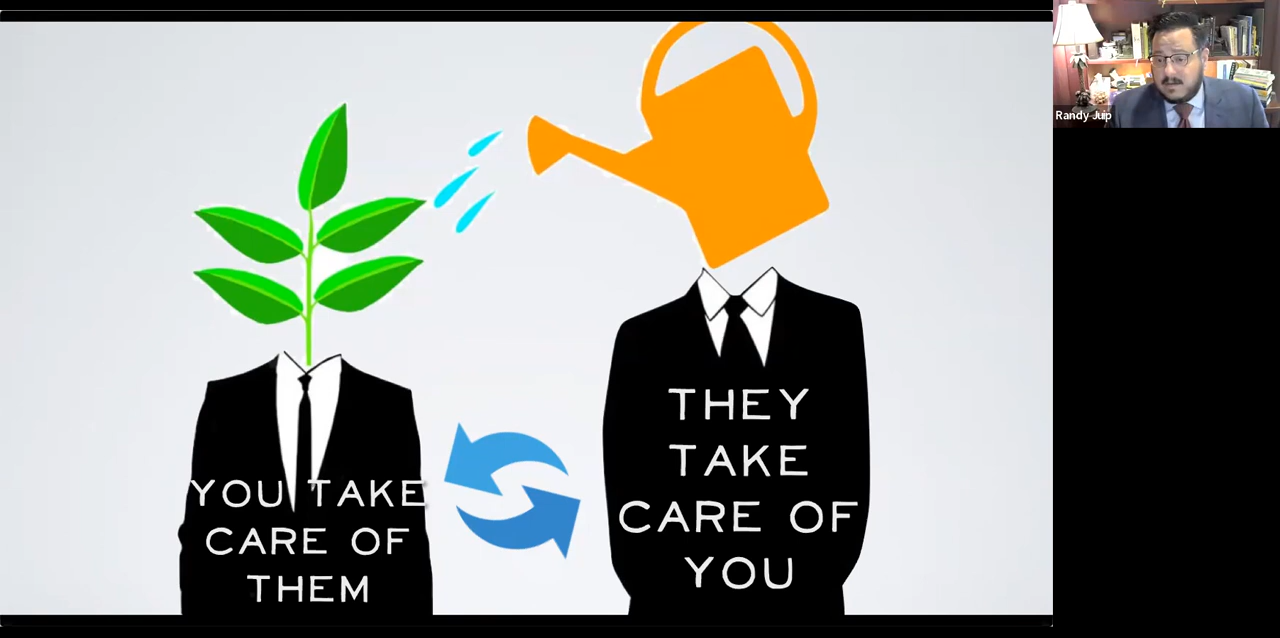 YOU TAKE
CARE OF
THEM
THEY
TAKE
CARE OF
YOU
Randy Juip